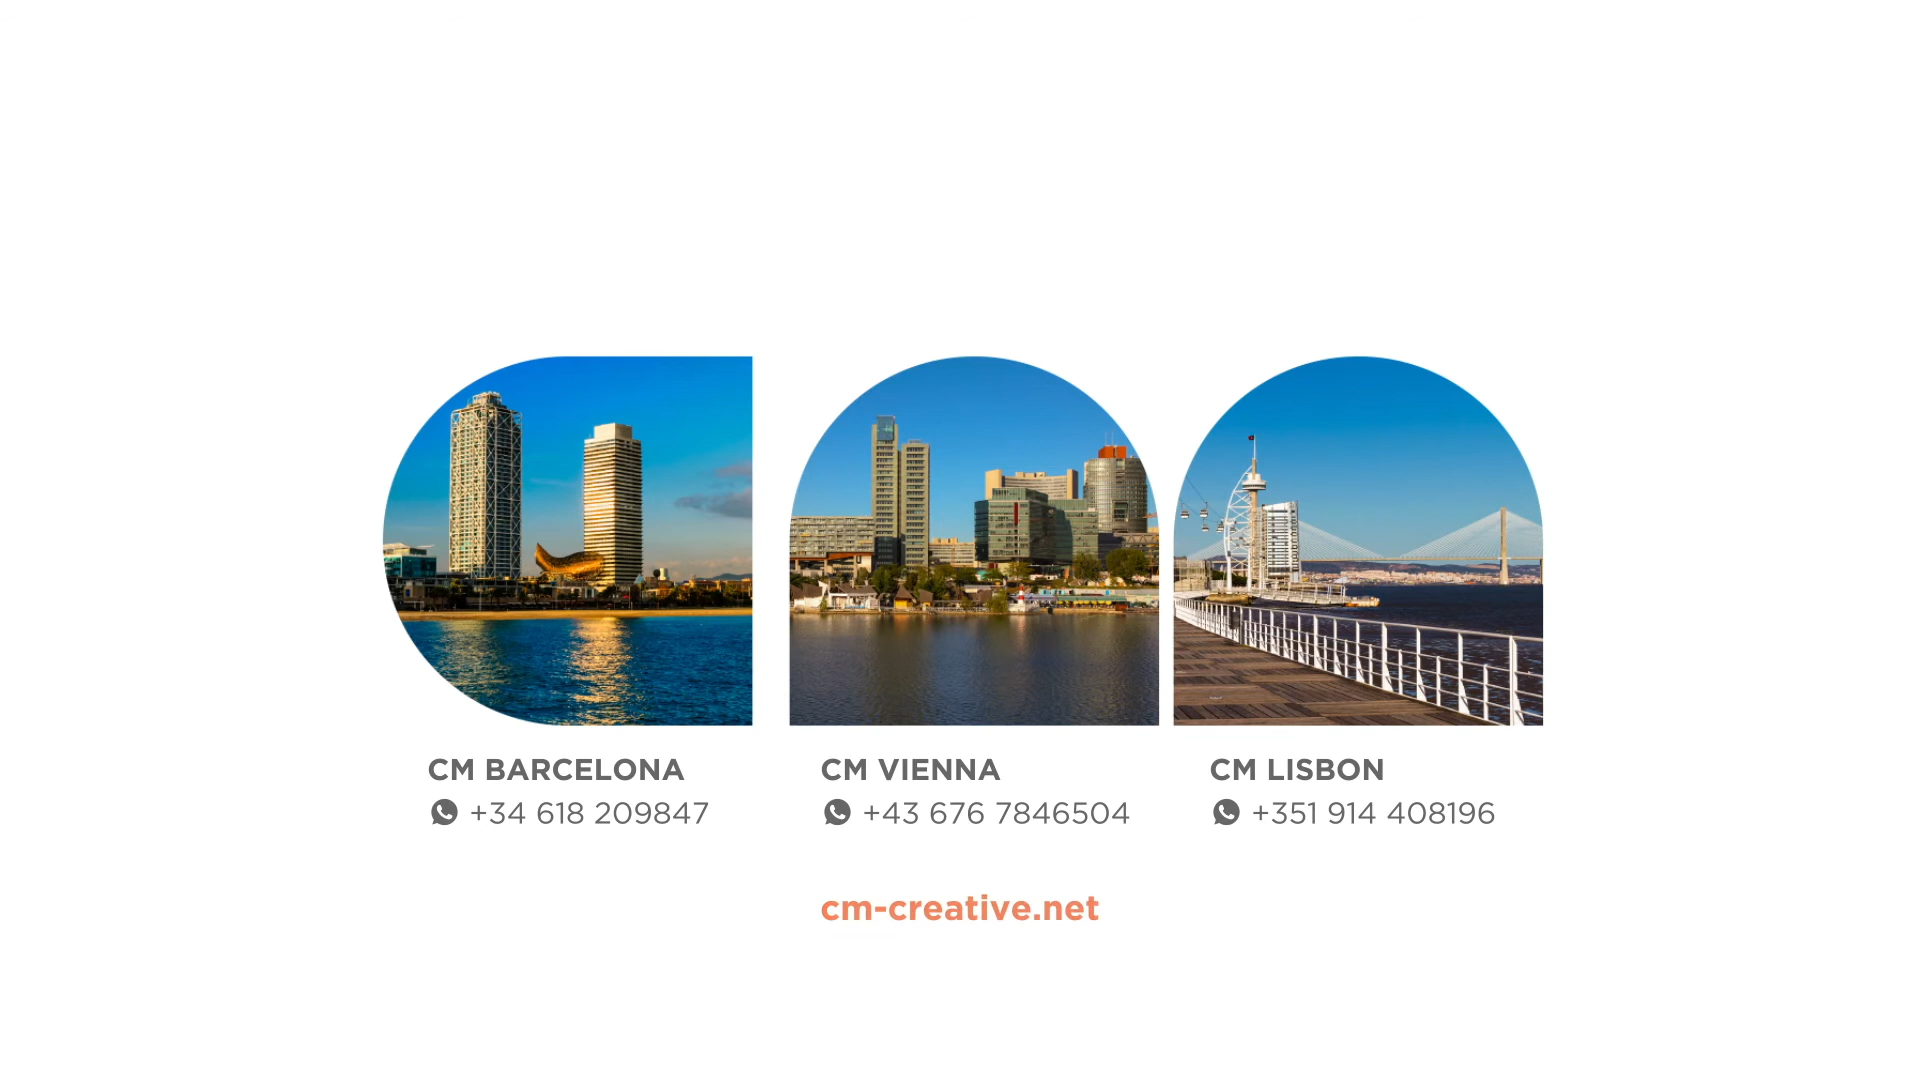 CM BARCELONA
+34 618 209847
CM VIENNA
+43 676 7846504
CM LISBON
+351 914 408196
cm-creative.net